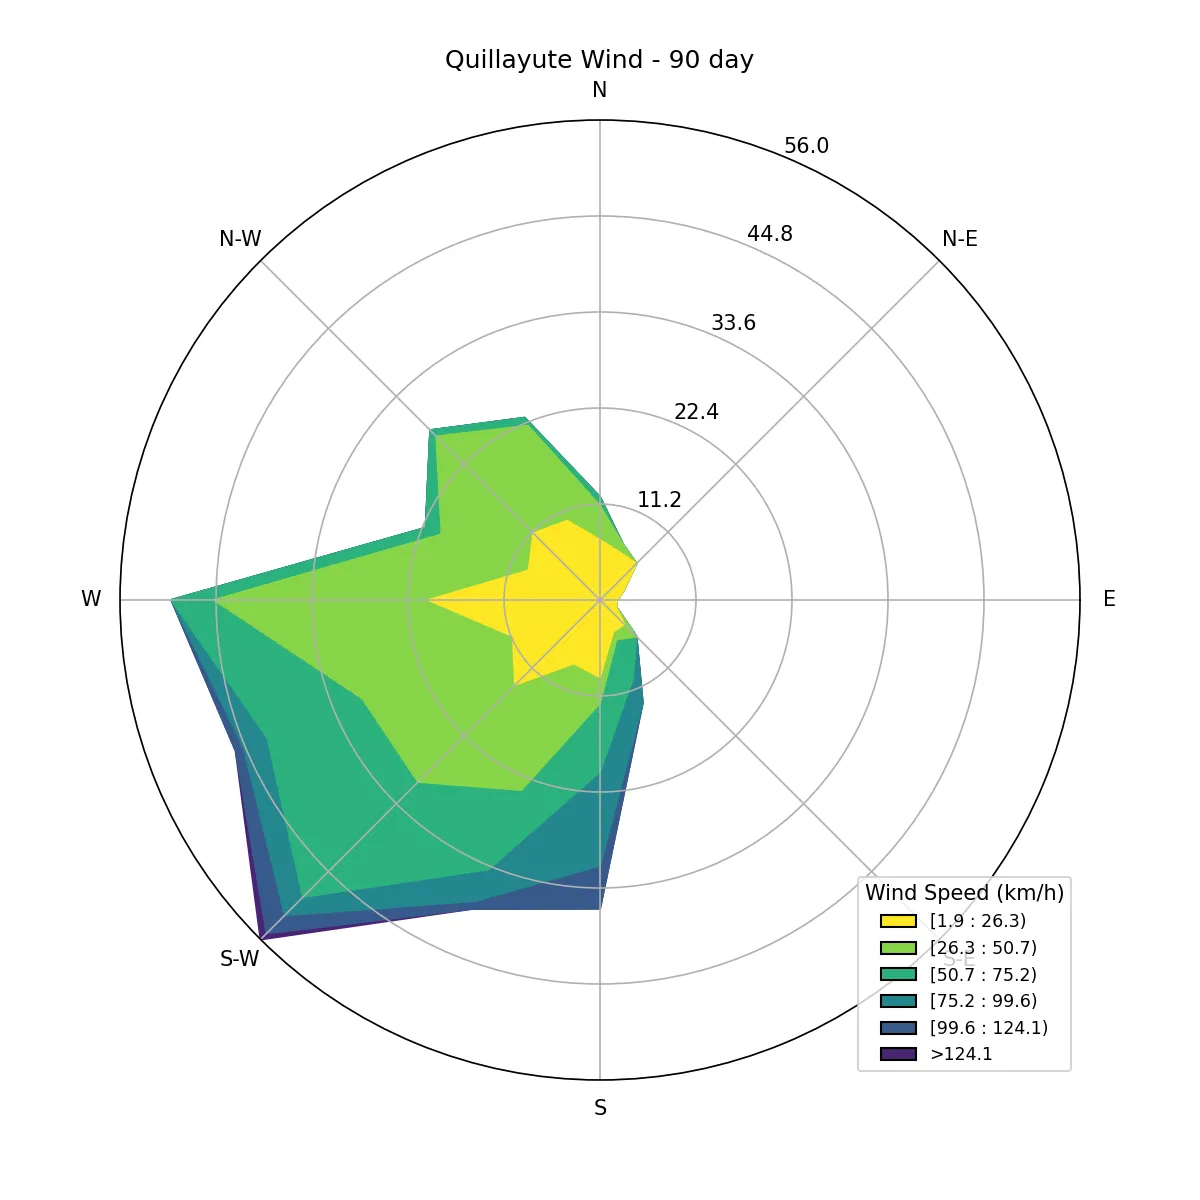 Quillayute Wind - 90 day
N
56.0
N-W
44.8
N-E
33.6
22.4
11.2
W
E
S-W
S-E
S
Wind Speed (km/h)
[1.9 : 26.3)
[26.3 : 50.7)
[50.7 : 75.2)
[75.2 : 99.6)
[99.6 : 124.1)
>124.1